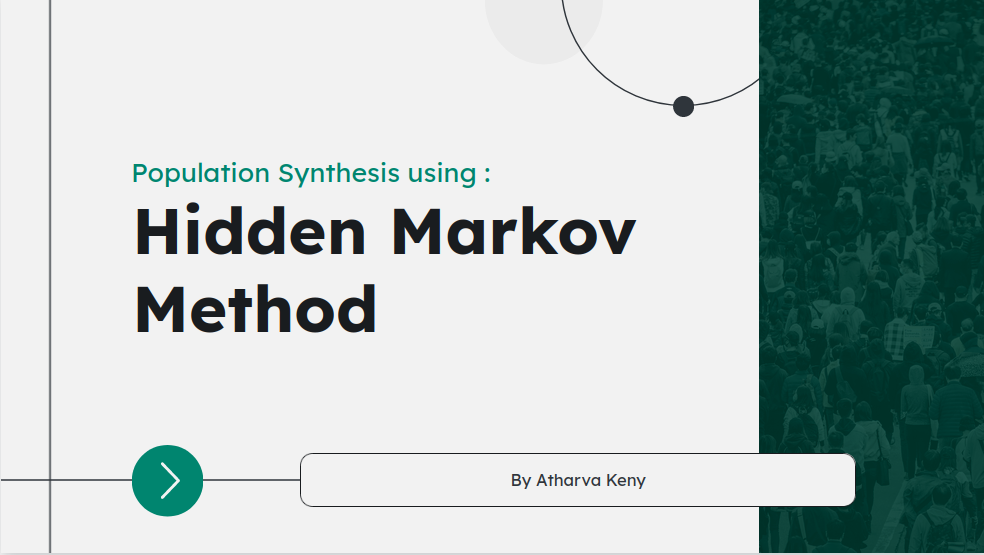 Population Synthesis using :
Hidden Markov
Method
By Atharva Keny